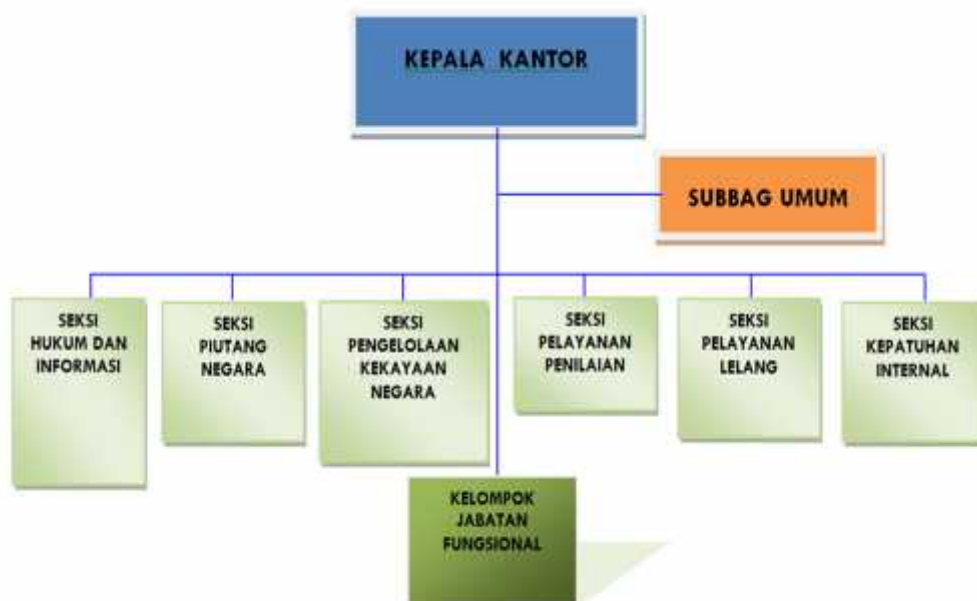 KEPALA KANTOR
SUBBAG UMUM
SEKSI
HUKUM DAN
INFORMASI
SEKSI
PIUTANG
NEGARA
SEKSI
PENGELOLAAN
KEKAYAAN
NEGARA
SEKSI
PELAYANAN
PENILAIAN
SEKSI
PELAYANAN
LELANG
SEKSI
KEPATUHAN
INTERNAL
KELOMPOK
JABATAN
FUNGSIONAL